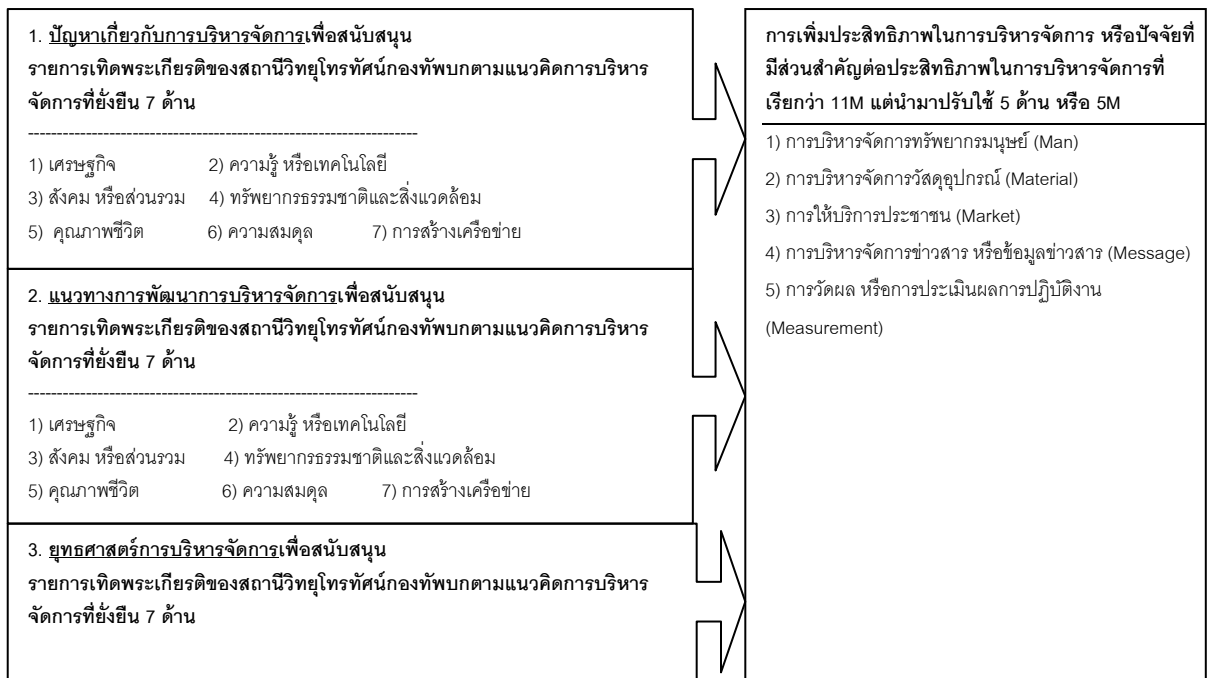 1. ปัญหาเกี่ยวกับการบริหารจัดการเพื่อสนับสนุน
รายการเทิดพระเกียรติของสถานีวิทยุโทรทัศน์กองทัพบกตามแนวคิดการบริหาร
จัดการที่ยั่งยืน 7 ด้าน
-------------------------------------------------------------------
1) เศรษฐกิจ 2) ความรู้ หรือเทคโนโลยี
3) สังคม หรือส่วนรวม 4) ทรัพยากรธรรมชาติและสิ่งแวดล้อม
5) คุณภาพชีวิต 6) ความสมดุล 7) การสร้างเครือข่าย
2. แนวทางการพัฒนาการบริหารจัดการเพื่อสนับสนุน
รายการเทิดพระเกียรติของสถานีวิทยุโทรทัศน์กองทัพบกตามแนวคิดการบริหาร
จัดการที่ยั่งยืน 7 ด้าน
-------------------------------------------------------------------
1) เศรษฐกิจ 2) ความรู้ หรือเทคโนโลยี
3) สังคม หรือส่วนรวม 4) ทรัพยากรธรรมชาติและสิ่งแวดล้อม
5) คุณภาพชีวิต 6) ความสมดุล 7) การสร้างเครือข่าย
3. ยุทธศาสตร์การบริหารจัดการเพื่อสนับสนุน
รายการเทิดพระเกียรติของสถานีวิทยุโทรทัศน์กองทัพบกตามแนวคิดการบริหาร
จัดการที่ยั่งยืน 7 ด้าน
การเพิ่มประสิทธิภาพในการบริหารจัดการ หรือปัจจัยที่
มีส่วนสำคัญต่อประสิทธิภาพในการบริหารจัดการที่
เรียกว่า 11M แต่นำมาปรับใช้ 5 ด้าน หรือ 5M
1) การบริหารจัดการทรัพยากรมนุษย์ (Man)
2) การบริหารจัดการวัสดุอุปกรณ์ (Material)
3) การให้บริการประชาชน (Market)
4) การบริหารจัดการข่าวสาร หรือข้อมูลข่าวสาร (Message)
5) การวัดผล หรือการประเมินผลการปฏิบัติงาน
(Measurement)